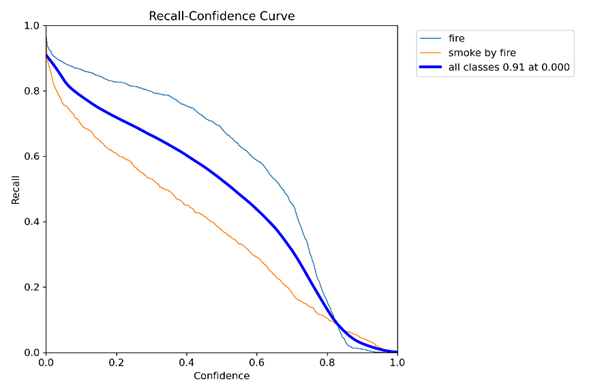 Recall-Confidence Curve
1.0
0.8
0.6
0.4
0.2
0.0
Recall
0.0 0.2 0.4 0.6 0.8 1.0
Confidence
fire
smoke by fire
all classes 0.91 at 0.000